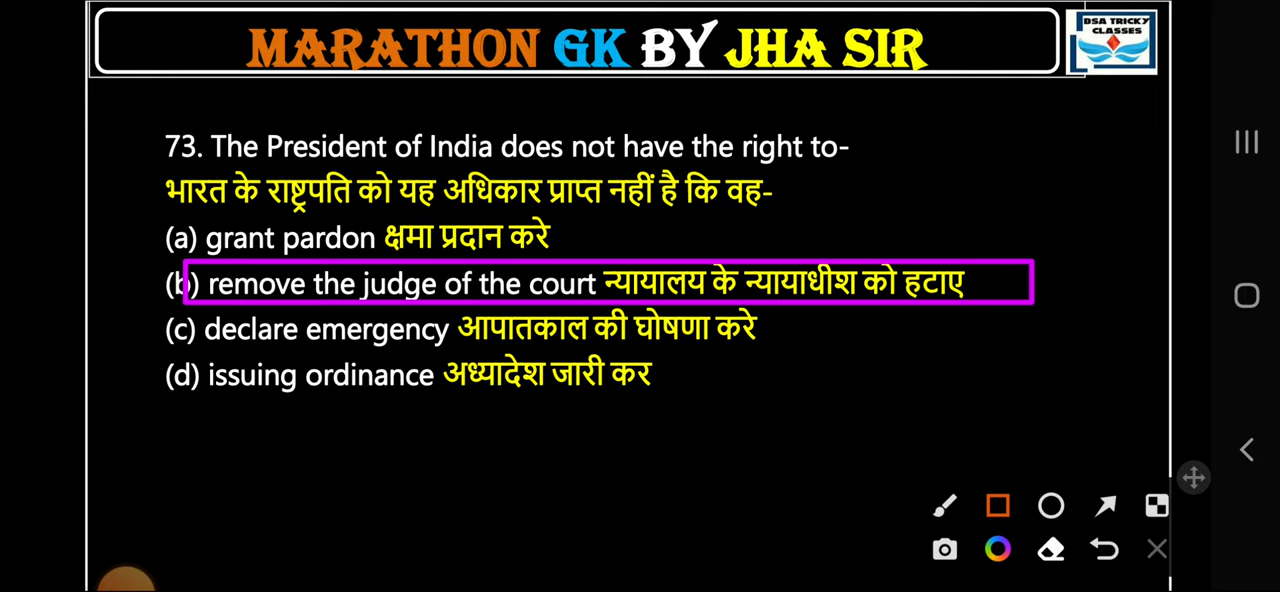 MARATHON GK BY JHA SIR
DSA TRICKY
CLASSES
73. The President of India does not have the right to-
भारत के राष्ट्रपति को यह अधिकार प्राप्त नहीं है कि वह-
(a) grant pardon क्षमा प्रदान करे
(b) remove the judge of the court न्यायालय के न्यायाधीश को हटाए
(c) declare emergency आपातकाल की घोषणा करे
(d) issuing ordinance अध्यादेश जारी कर